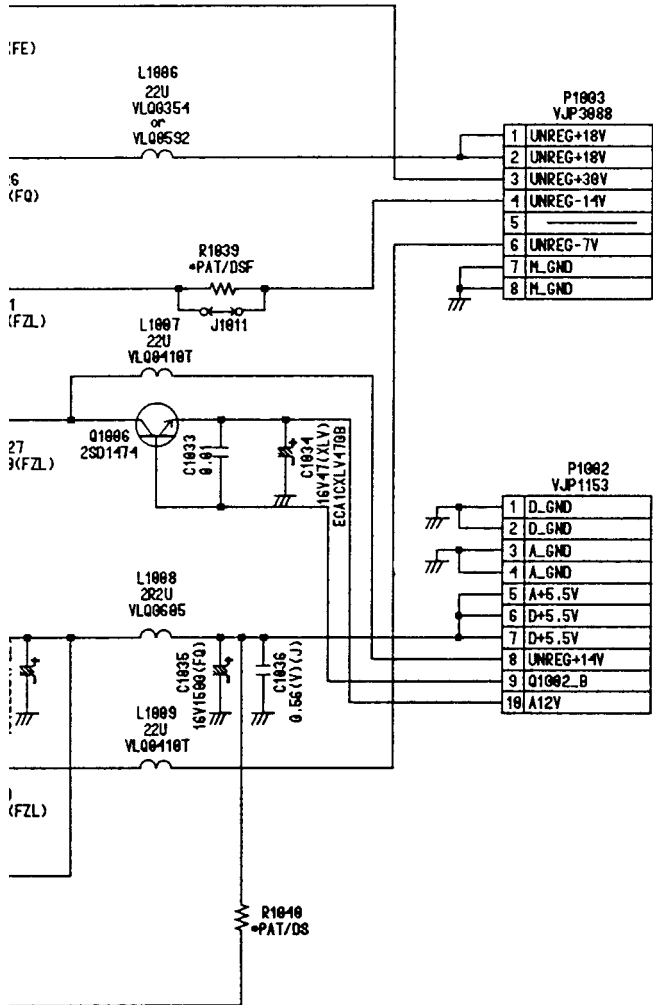 (FE)
L1006
22U
VLQ0354
or
VLQ0592
P1003
VJP3088
1 UNREG+18V
2 UNREG+18V
3 UNREG+30V
4 UNREG-14V
5
6 UNREG-7V
7 M_GND
8 M_GND
26
(FQ)
R1039
*PAT/DSF
J1011
1
(FZL)
L1007
22U
VLQ0410T
Q1006
2SD1474
C1033
0.01
C1034
16V47(XLV)
ECA1CXLV470B
27
(FZL)
P1002
VJP1153
1 D_GND
2 D_GND
3 A_GND
4 A_GND
5 A+5.5V
6 D+5.5V
7 D+5.5V
8 UNREG+14V
9 Q1002_B
10 A12V
L1008
2R2U
VLQ0605
C1035
16V1500(FQ)
C1036
0.56(V)(J)
L1009
22U
VLQ0410T
(FZL)
R1040
*PAT/DS